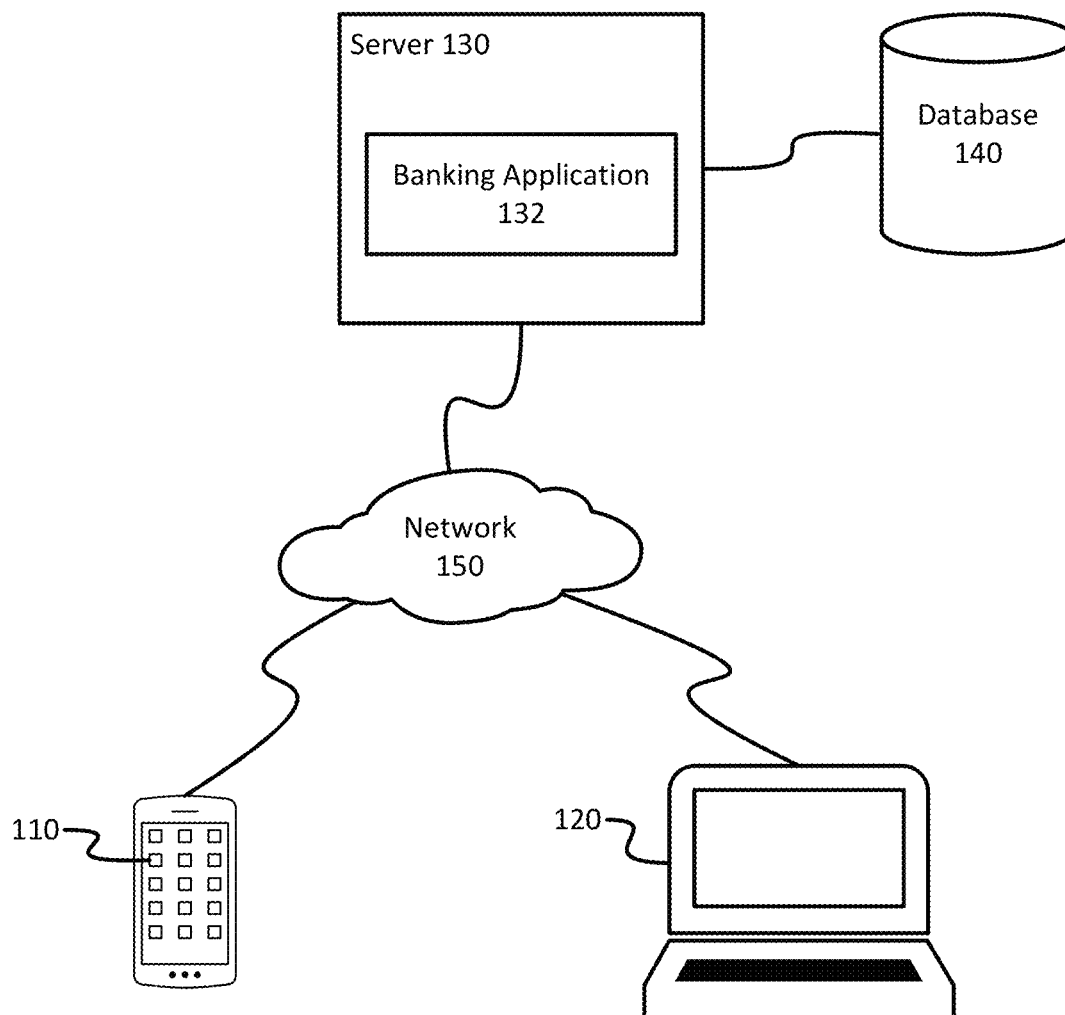 Server 130
Banking Application
132
Database
140
Network
150
110
120